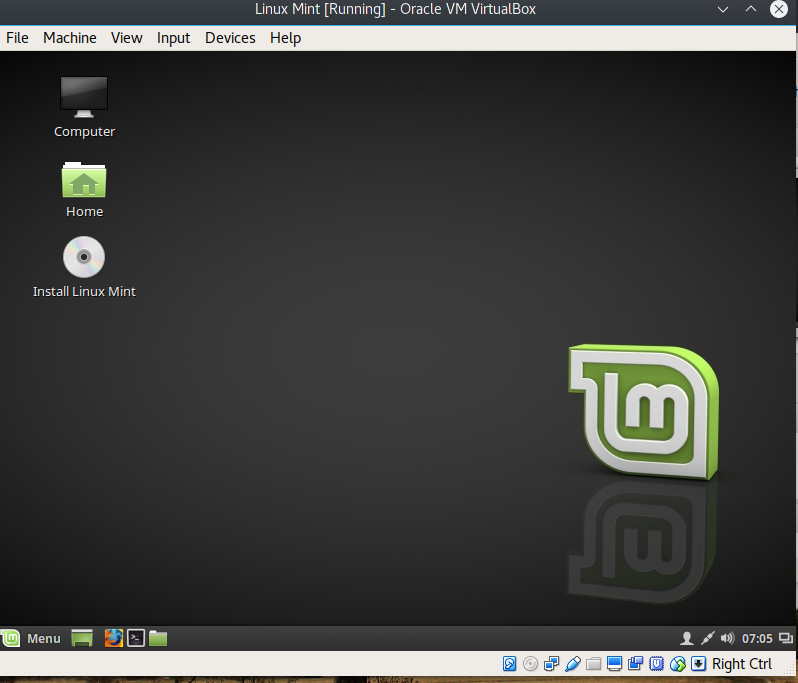 Linux Mint [Running] - Oracle VM VirtualBox
File Machine View Input Devices Help
Computer
Home
Install Linux Mint
lm
Menu
07:05
Right Ctrl